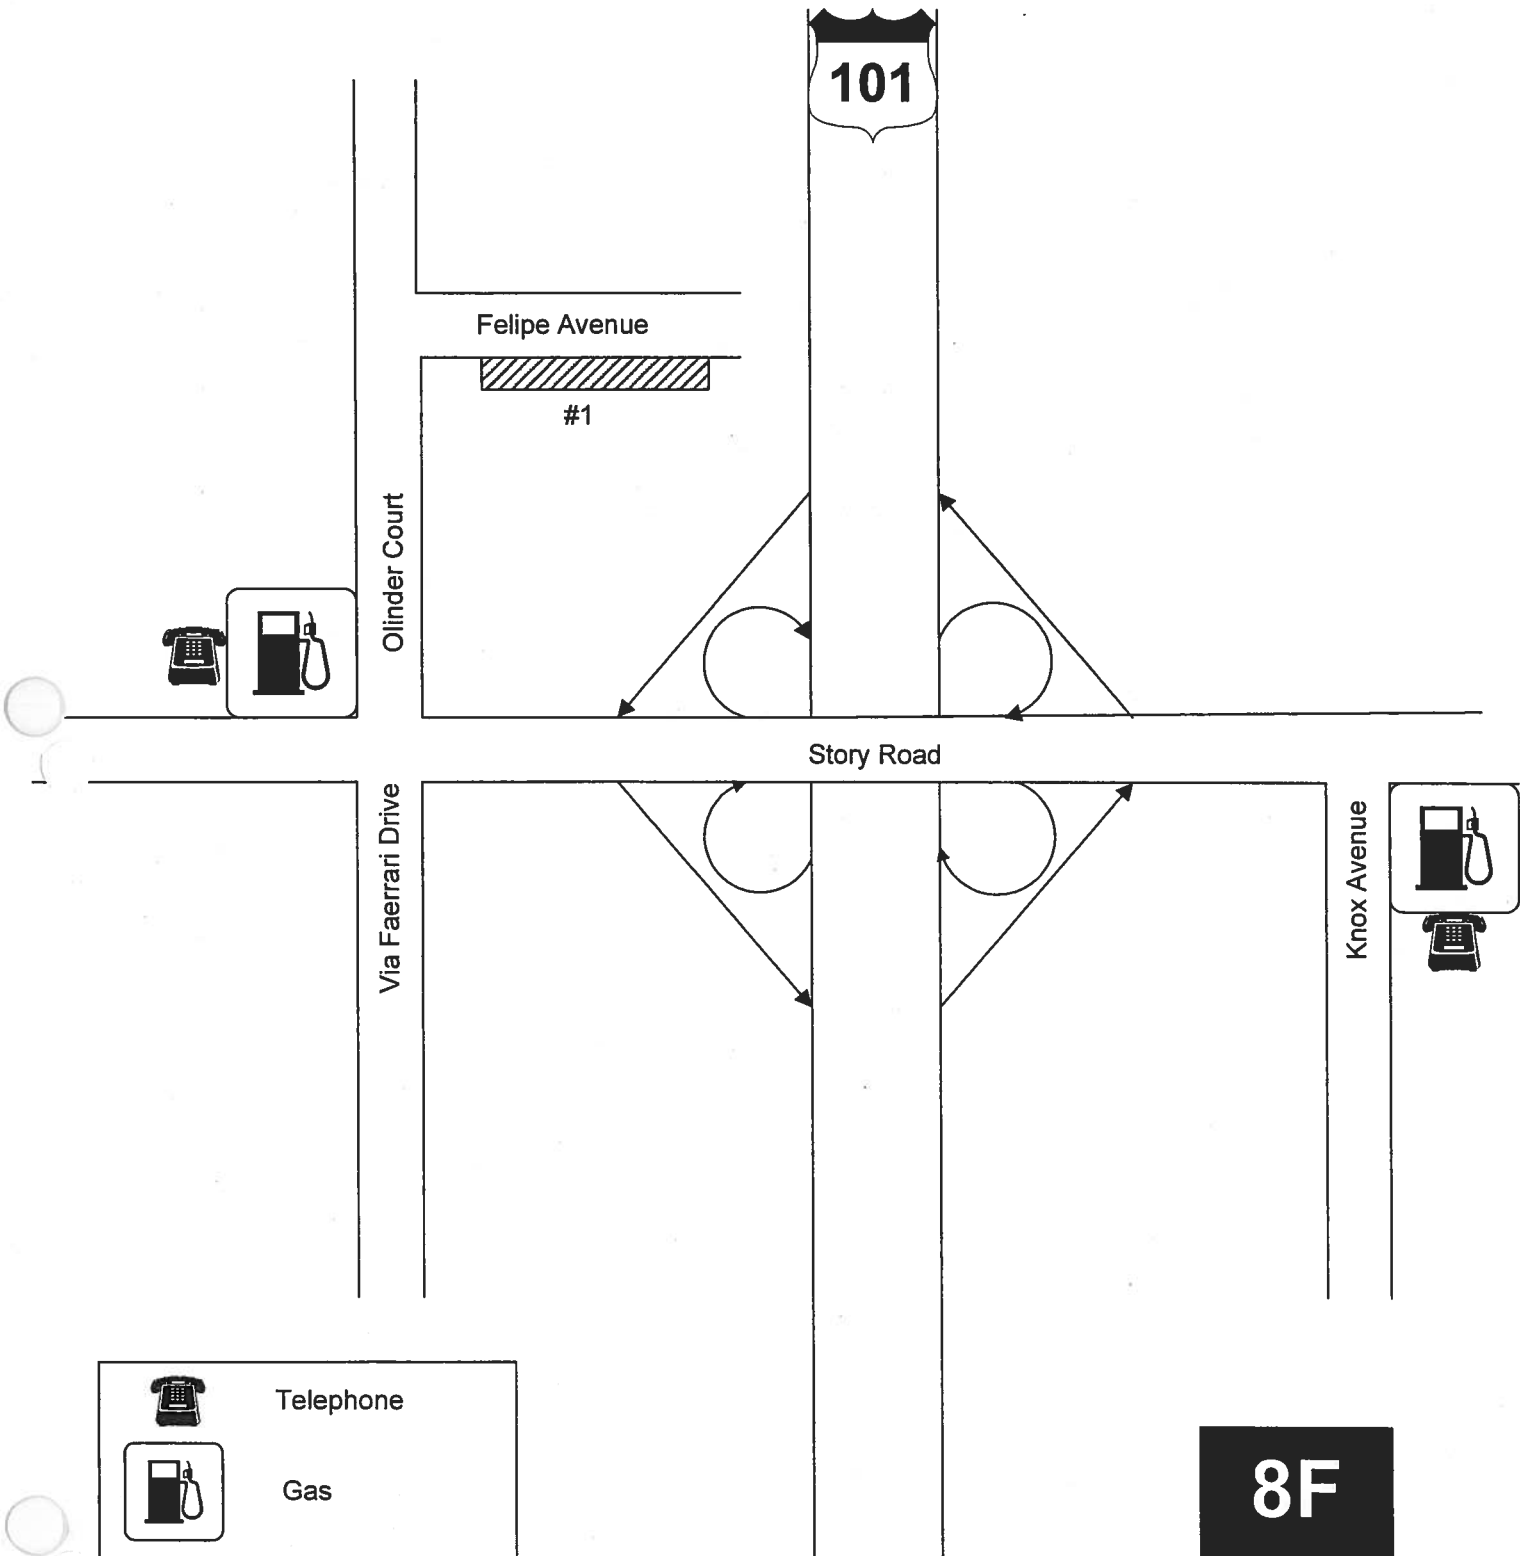 101
Felipe Avenue
#1
Olinder Court
Story Road
Via Faerrari Drive
Knox Avenue
Telephone
Gas
8F